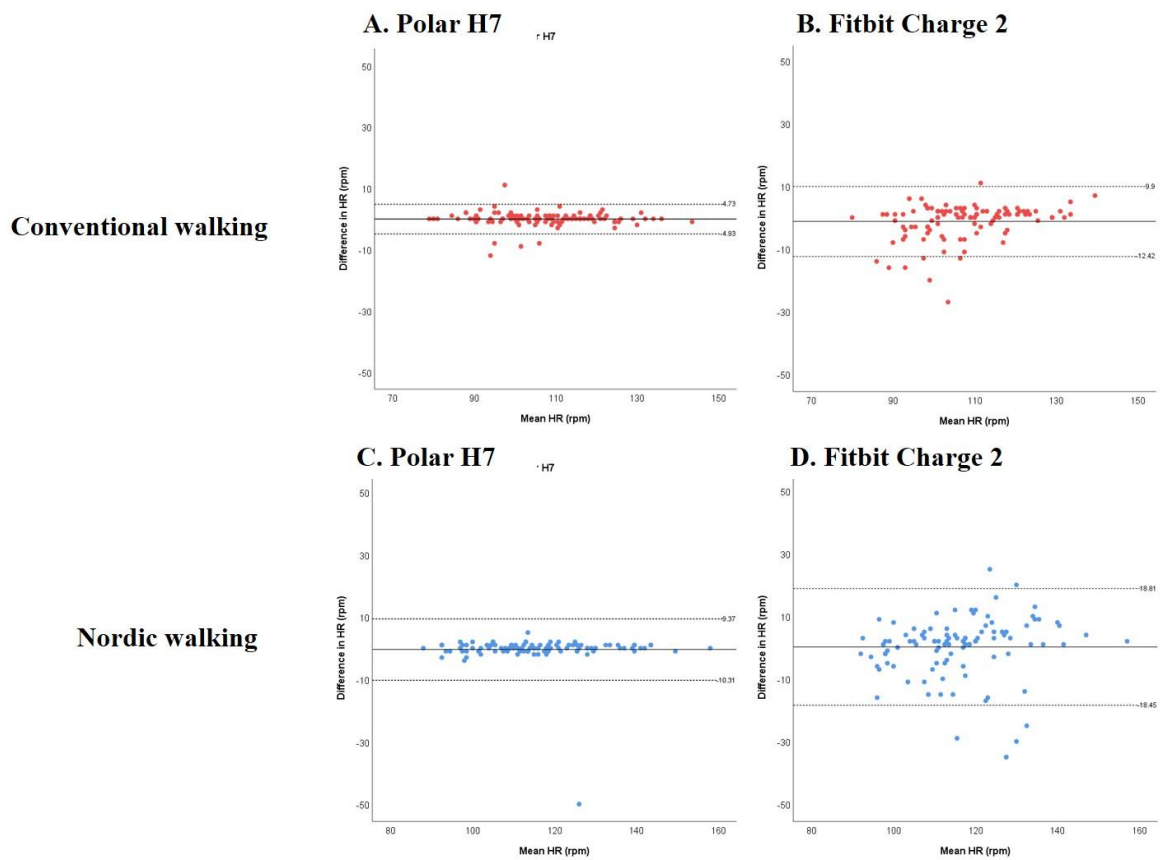 A. Polar H7
r H7
B. Fitbit Charge 2
Conventional walking
Difference in HR (rpm)
50
30
10
-10
-30
-50
4.73
-4.93
70 90 110 130 150
Mean HR (rpm)
Difference in HR (rpm)
50
30
10
-10
-30
-50
9.9
-12.42
70 90 110 130 150
Mean HR (rpm)
C. Polar H7
H7
D. Fitbit Charge 2
Nordic walking
Difference in HR (rpm)
50
30
10
-10
-30
-50
9.37
-10.31
80 100 120 140 160
Mean HR (rpm)
Difference in HR (rpm)
50
30
10
-10
-30
-50
18.81
-18.45
80 100 120 140 160
Mean HR (rpm)